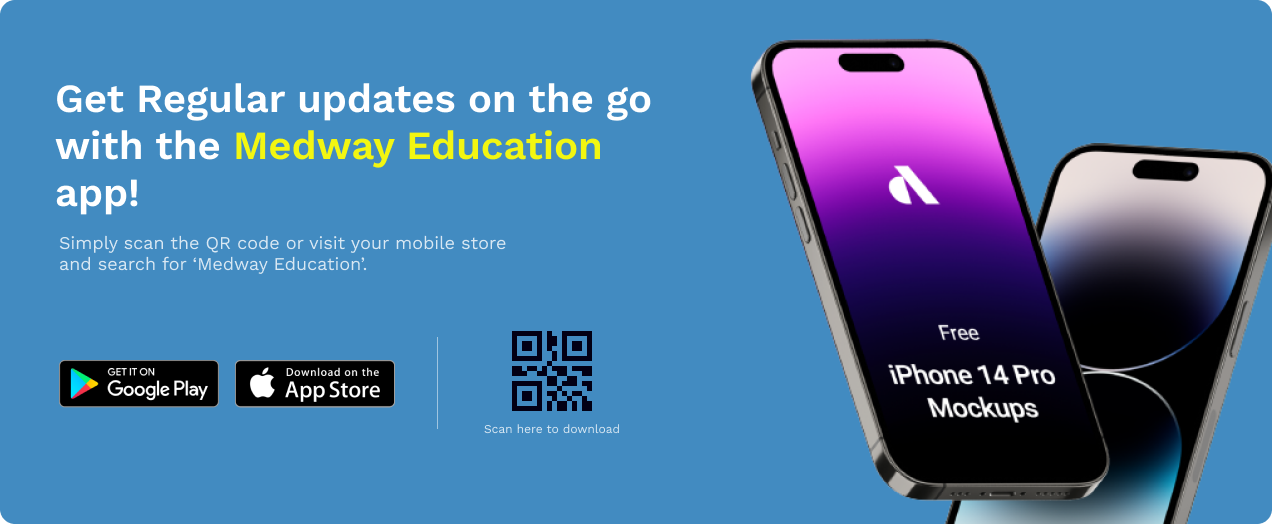 Get Regular updates on the go
with the Medway Education
app!
Simply scan the QR code or visit your mobile store
and search for ‘Medway Education’.
GET IT ON
Google Play
Download on the
App Store
Scan here to download
Free
iPhone 14 Pro
Mockups